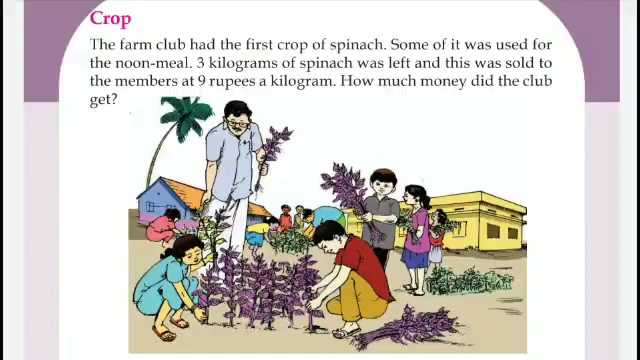 Crop
The farm club had the first crop of spinach. Some of it was used for
the noon-meal. 3 kilograms of spinach was left and this was sold to
the members at 9 rupees a kilogram. How much money did the club
get?